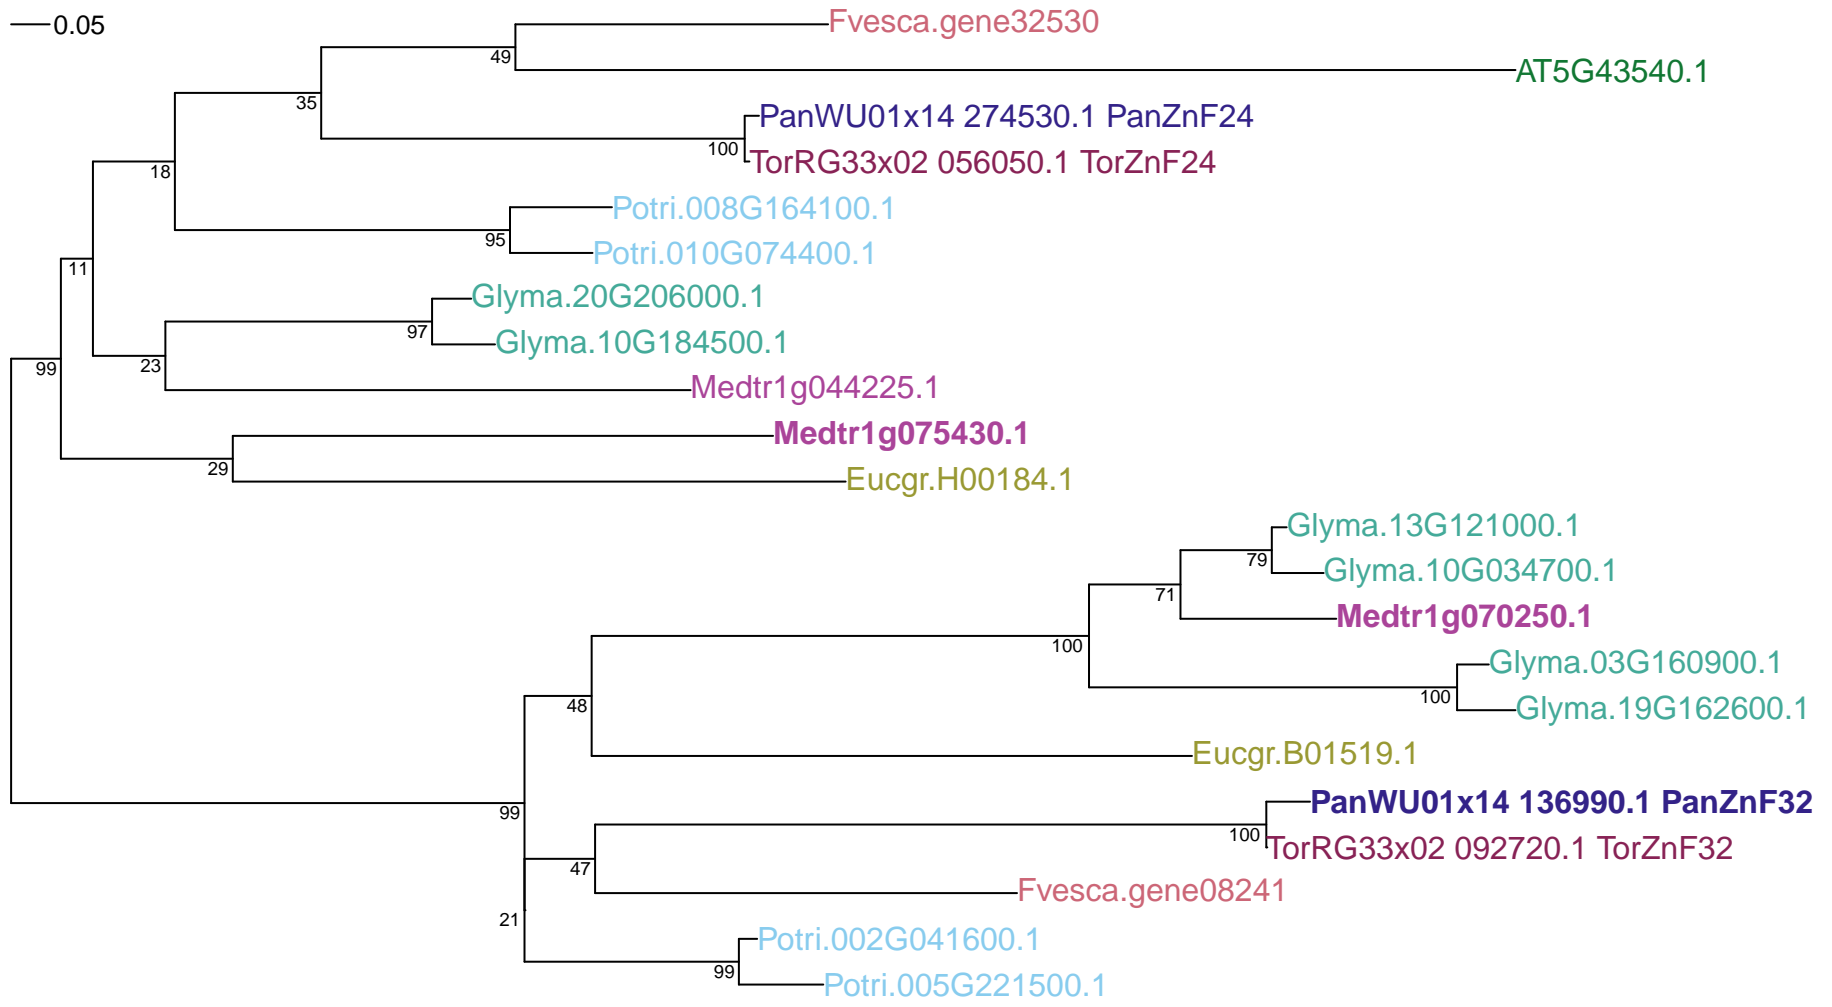 0.05
Fvesca.gene32530
49
AT5G43540.1
35
PanWU01x14 274530.1 PanZnF24
100
TorRG33x02 056050.1 TorZnF24
18
Potri.008G164100.1
95
Potri.010G074400.1
11
Glyma.20G206000.1
97
Glyma.10G184500.1
23
99
Medtr1g044225.1
Medtr1g075430.1
29
Eucgr.H00184.1
Glyma.13G121000.1
79
Glyma.10G034700.1
71
Medtr1g070250.1
100
Glyma.03G160900.1
100
Glyma.19G162600.1
48
Eucgr.B01519.1
PanWU01x14 136990.1 PanZnF32
99
100
TorRG33x02 092720.1 TorZnF32
47
Fvesca.gene08241
21
Potri.002G041600.1
99
Potri.005G221500.1